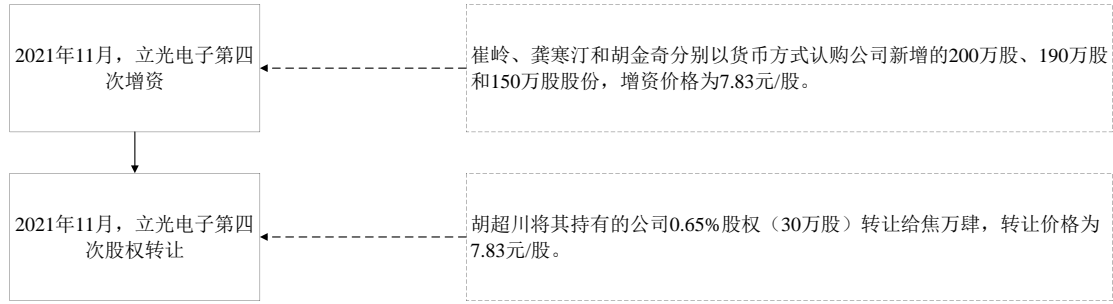 2021年11月，立光电子第四
次增资
崔岭、龚寒汀和胡金奇分别以货币方式认购公司新增的200万股、190万股
和150万股股份，增资价格为7.83元/股。
2021年11月，立光电子第四
次股权转让
胡超川将其持有的公司0.65%股权（30万股）转让给焦万肆，转让价格为
7.83元/股。